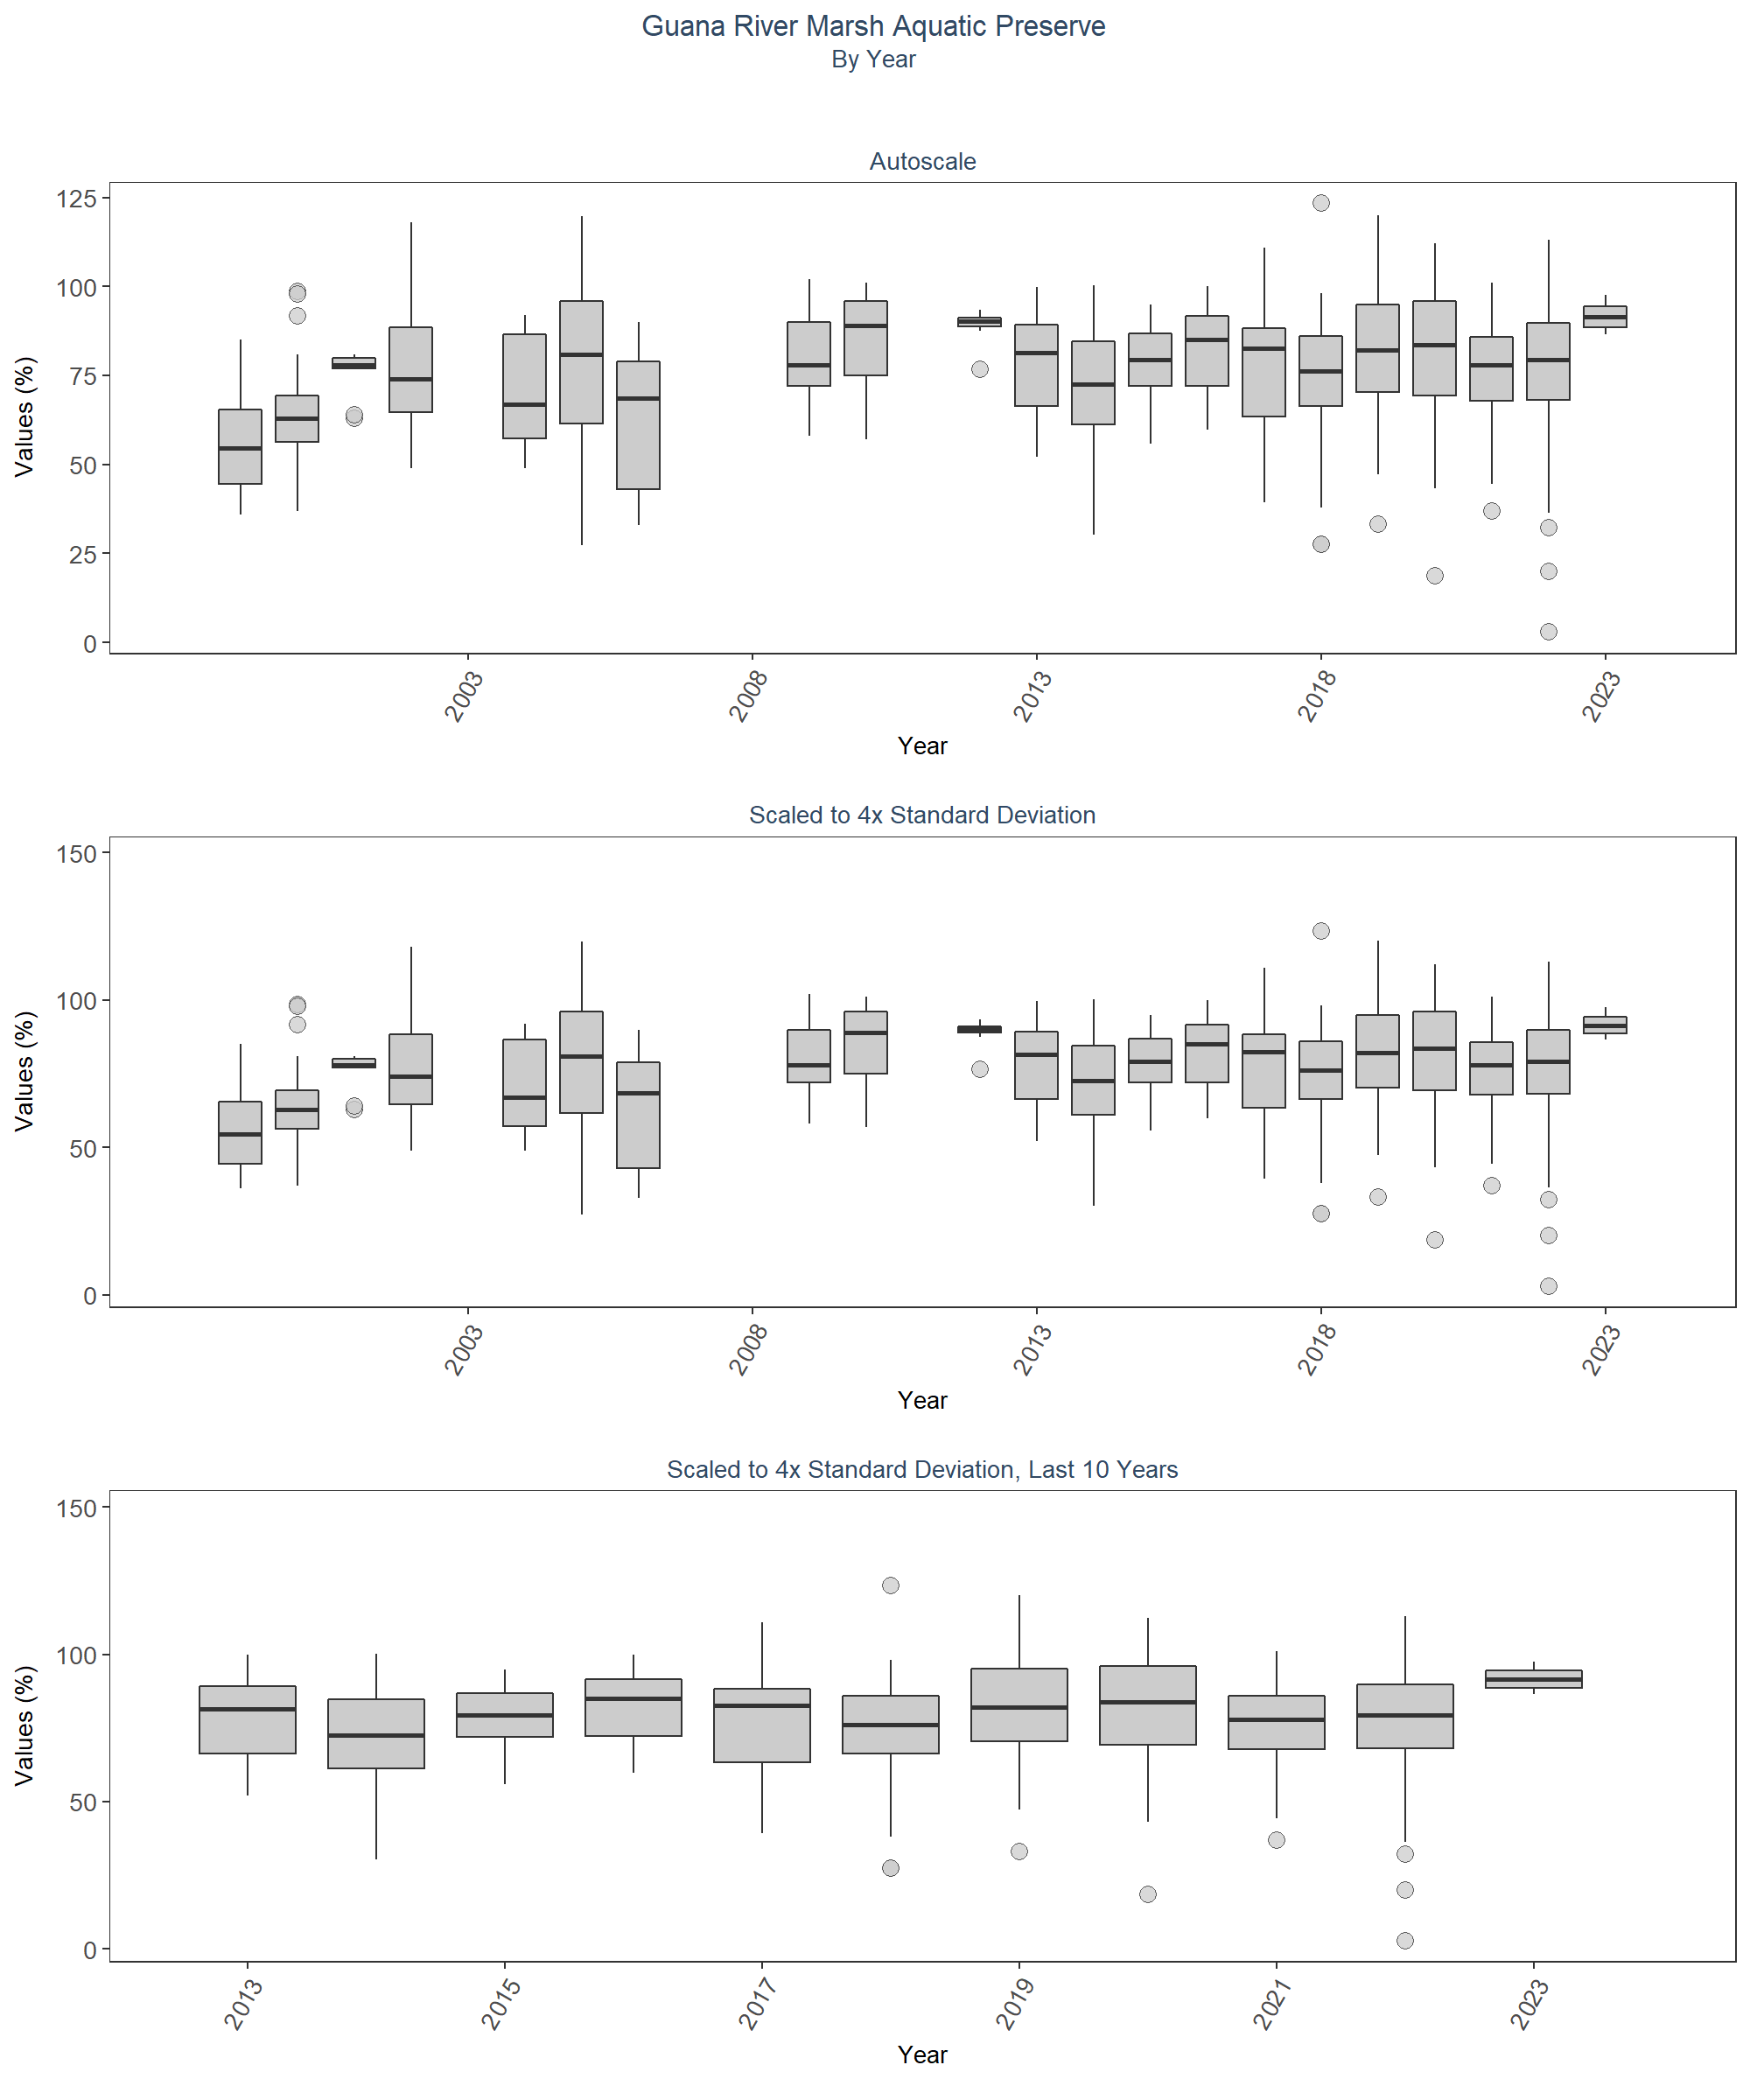 Guana River Marsh Aquatic Preserve
By Year
Autoscale
Values (%)
125
100
75
50
25
0
2003
2008
2013
2018
2023
Year
Scaled to 4x Standard Deviation
Values (%)
150
100
50
0
2003
2008
2013
2018
2023
Year
Scaled to 4x Standard Deviation, Last 10 Years
Values (%)
150
100
50
0
2013
2015
2017
2019
2021
2023
Year